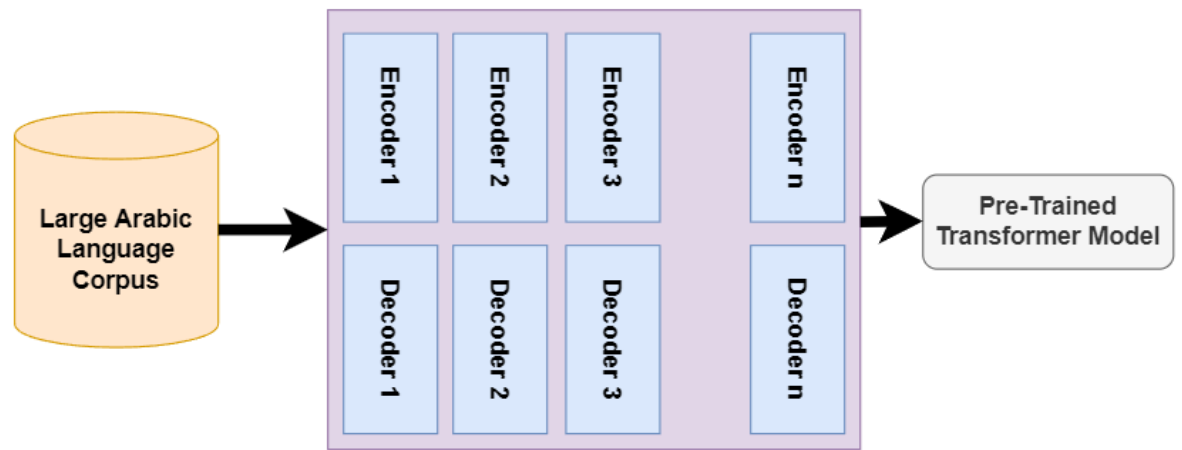 Large Arabic
Language
Corpus
Encoder 1
Encoder 2
Encoder 3
Encoder n
Decoder 1
Decoder 2
Decoder 3
Decoder n
Pre-Trained
Transformer Model